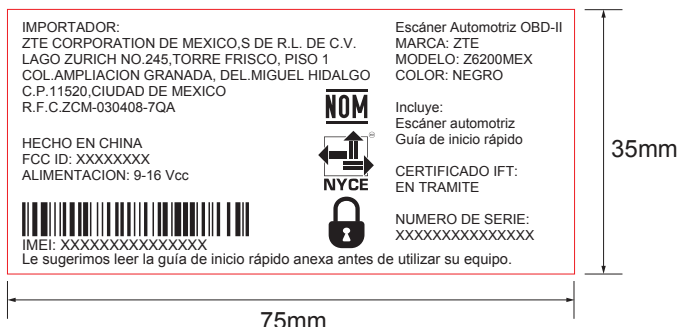 IMPORTADOR:
ZTE CORPORATION DE MEXICO,S DE R.L. DE C.V.
LAGO ZURICH NO.245,TORRE FRISCO, PISO 1
COL.AMPLIACION GRANADA, DEL.MIGUEL HIDALGO
C.P.11520,CIUDAD DE MEXICO
R.F.C.ZCM-030408-7QA
HECHO EN CHINA
FCC ID: XXXXXXXX
ALIMENTACION: 9-16 Vcc
IMEI: XXXXXXXXXXXXXXX
NOM
NYCE
Escáner Automotriz OBD-II
MARCA: ZTE
MODELO: Z6200MEX
COLOR: NEGRO
Incluye:
Escáner automotriz
Guía de inicio rápido
CERTIFICADO IFT:
EN TRAMITE
NUMERO DE SERIE:
XXXXXXXXXXXXXXX
Le sugerimos leer la guía de inicio rápido anexa antes de utilizar su equipo.
35mm
75mm